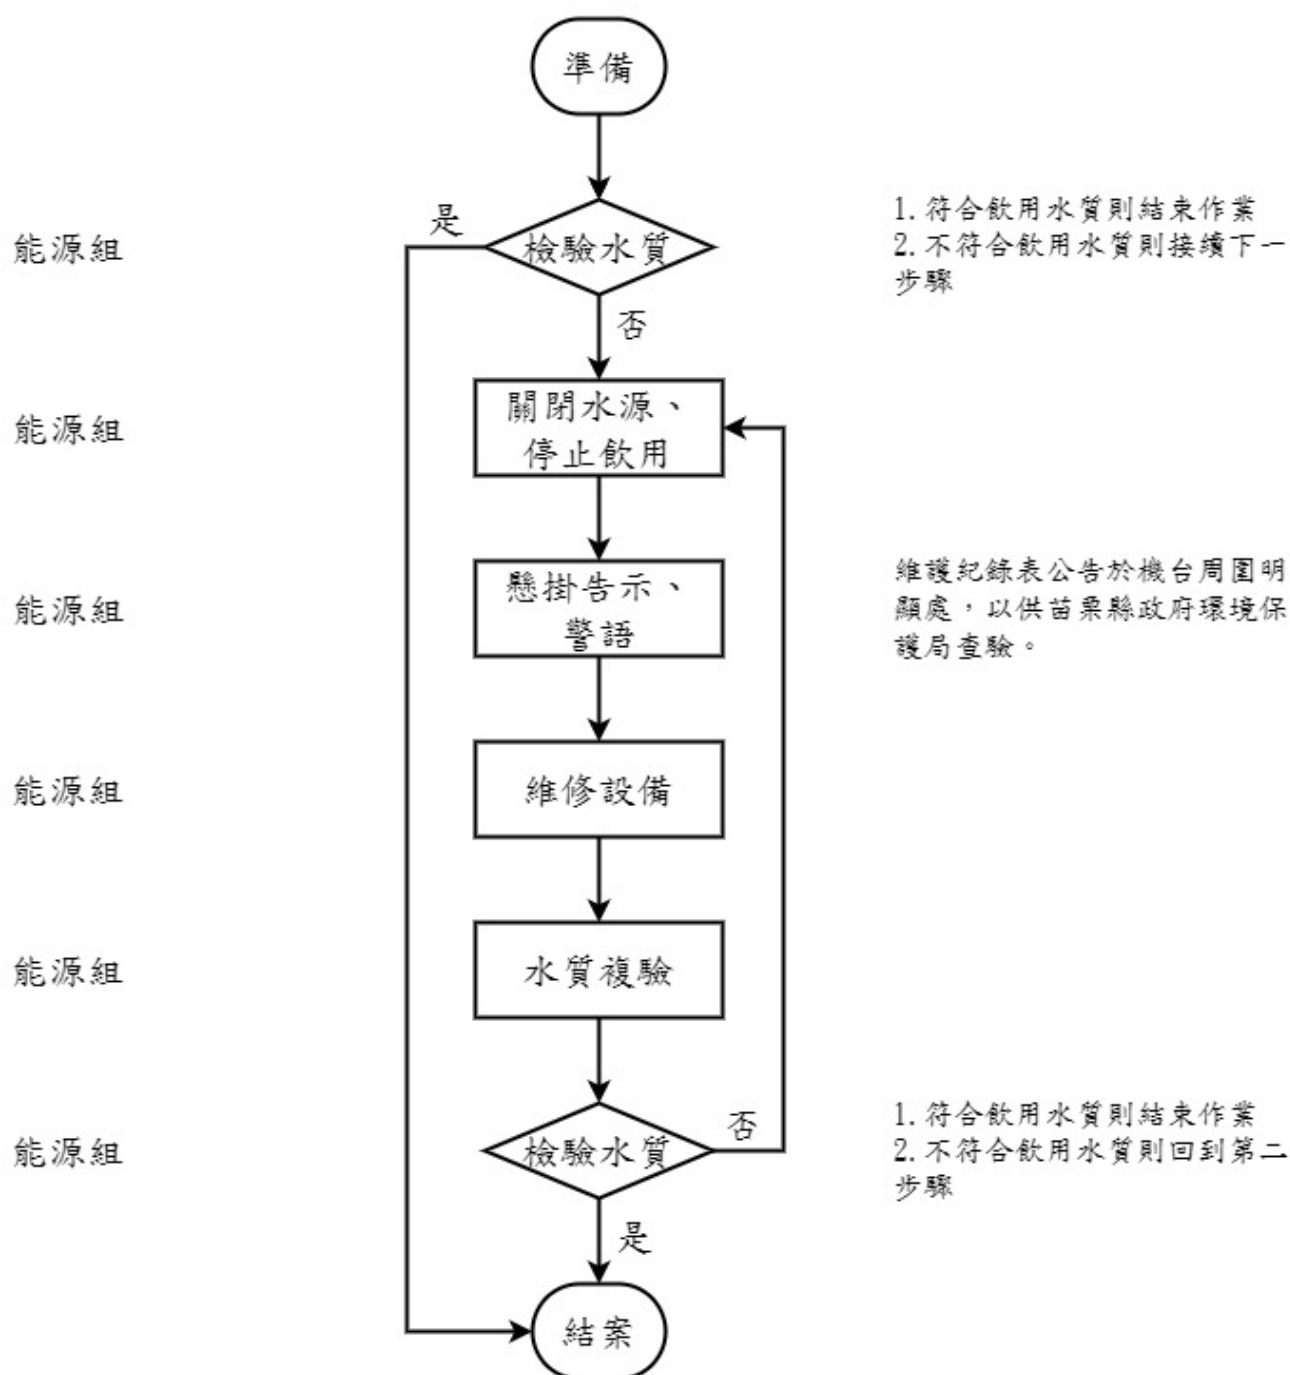 準備
是
能源組
檢驗水質
1. 符合飲用水質則結束作業
2. 不符合飲用水質則接續下一
步驟
否
能源組
關閉水源、
停止飲用
能源組
懸掛告示、
警語
維護紀錄表公告於機台周圍明
顯處，以供苗栗縣政府環境保
護局查驗。
能源組
維修設備
能源組
水質複驗
能源組
檢驗水質
否
1. 符合飲用水質則結束作業
2. 不符合飲用水質則回到第二
步驟
是
結案